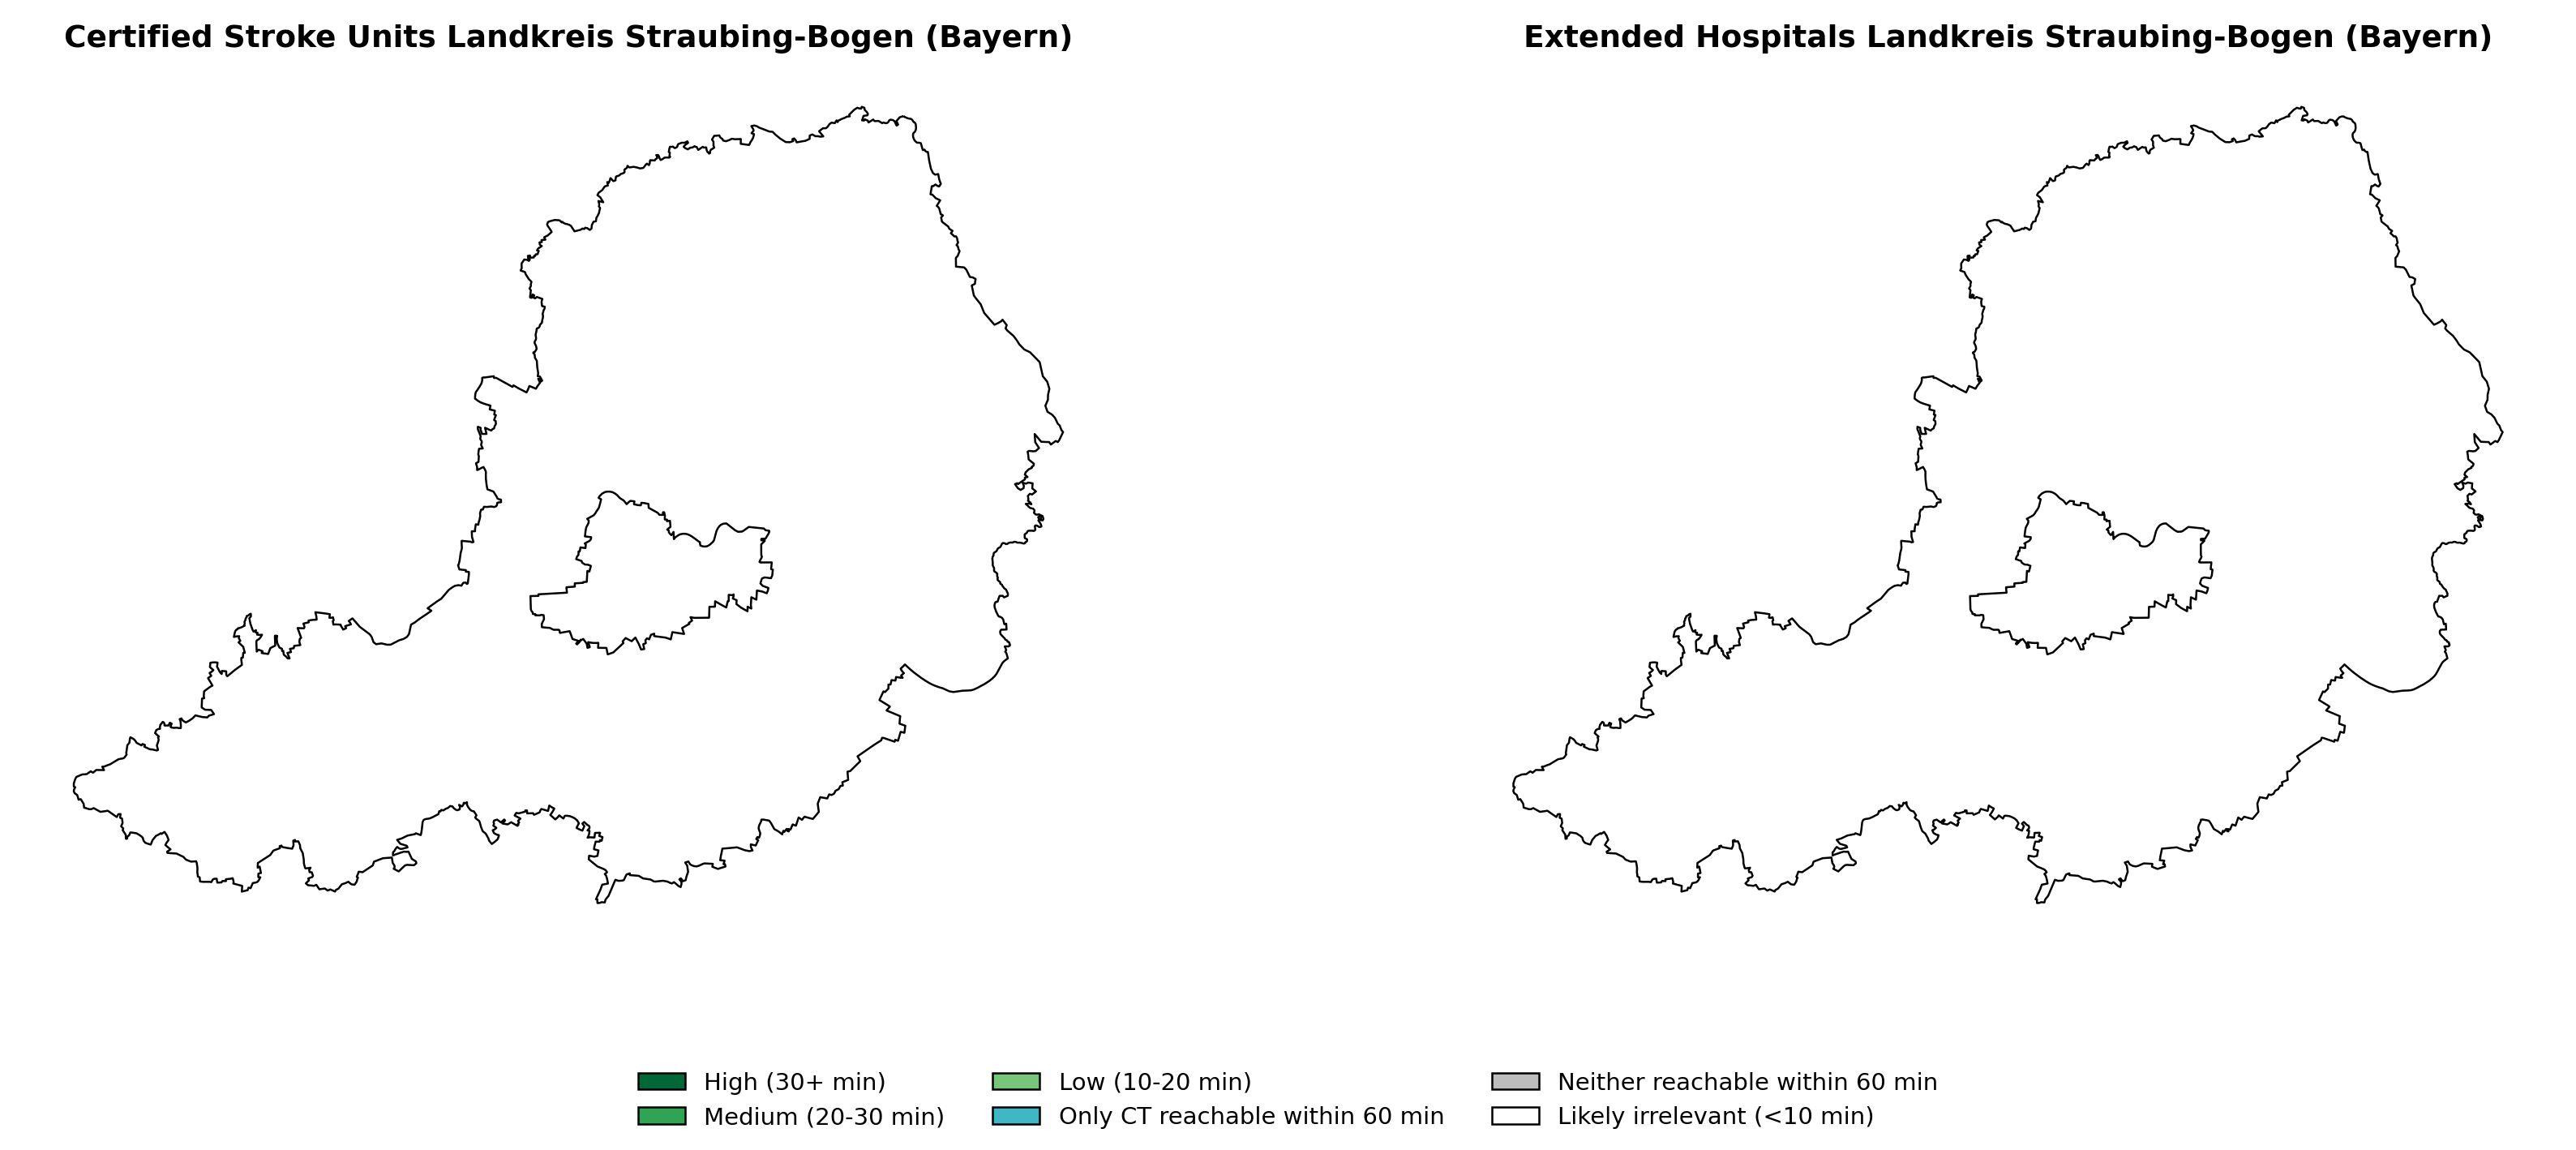 Certified Stroke Units Landkreis Straubing-Bogen (Bayern)
Extended Hospitals Landkreis Straubing-Bogen (Bayern)
High (30+ min)
Medium (20-30 min)
Low (10-20 min)
Only CT reachable within 60 min
Neither reachable within 60 min
Likely irrelevant (<10 min)